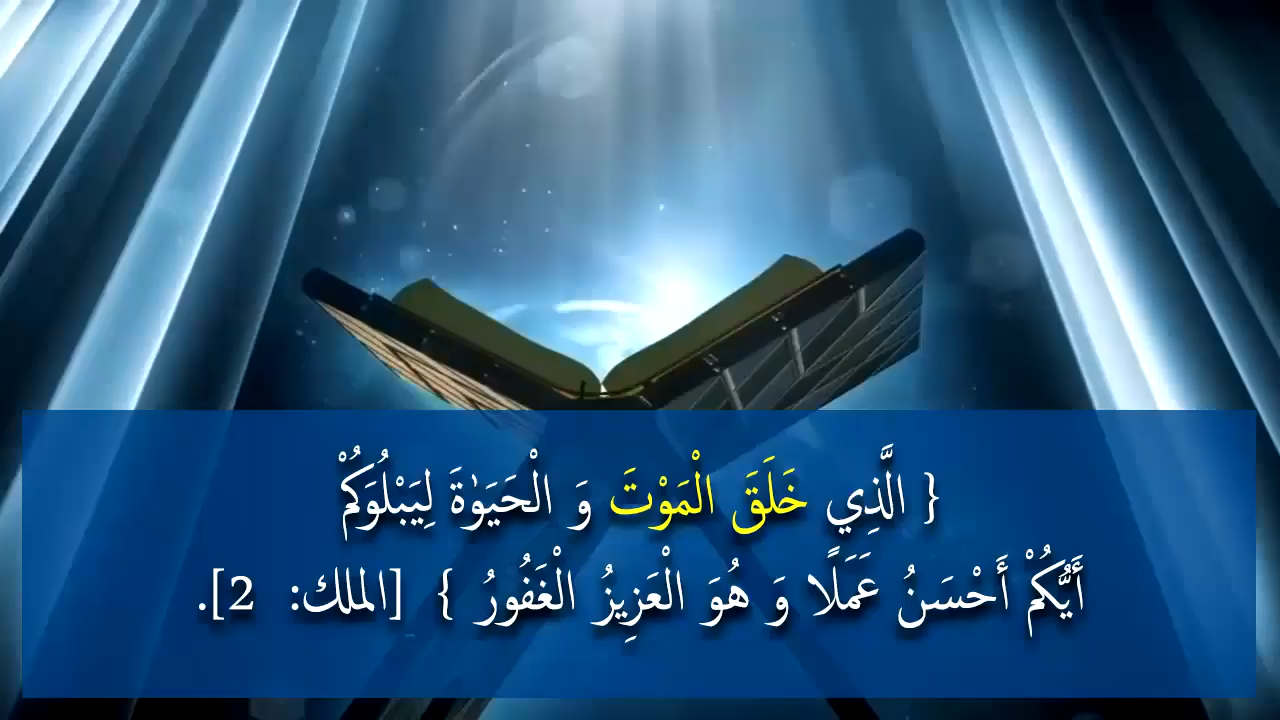 { الَّذِي خَلَقَ الْمَوْتَ وَ الْحَيَوٰةَ لِيَبْلُوَكُمْ
أَيُّكُمْ أَحْسَنُ عَمَلًا وَ هُوَ الْعَزِيزُ الْغَفُورُ } [الملك: 2].